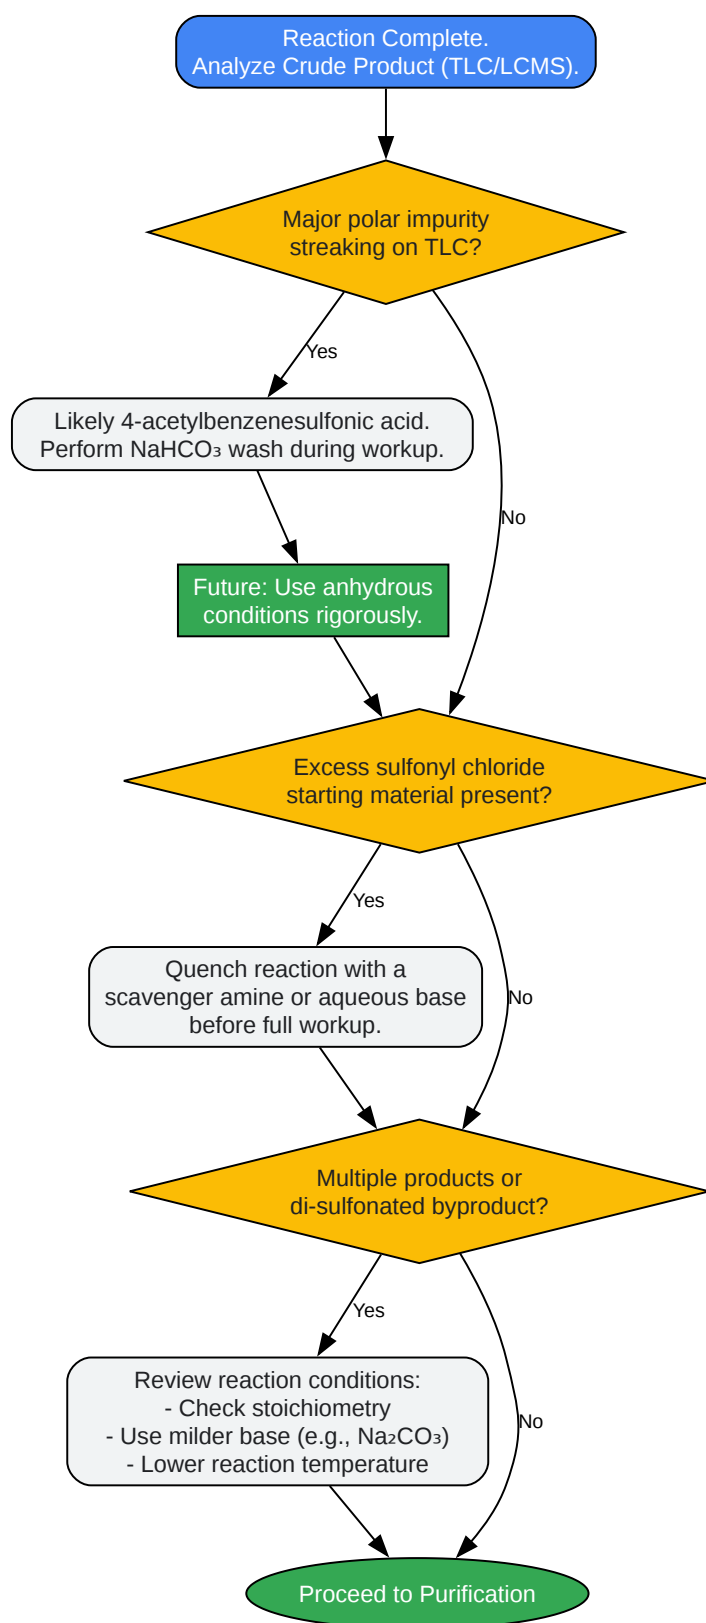 Reaction Complete.
Analyze Crude Product (TLC/LCMS).
Major polar impurity
streaking on TLC?
Yes
Likely 4-acetylbenzenesulfonic acid.
Perform NaHCO₃ wash during workup.
No
Future: Use anhydrous
conditions rigorously.
Excess sulfonyl chloride
starting material present?
Yes
Quench reaction with a
scavenger amine or aqueous base
before full workup.
No
Multiple products or
di-sulfonated byproduct?
Yes
Review reaction conditions:
- Check stoichiometry
- Use milder base (e.g., Na₂CO₃)
- Lower reaction temperature
No
Proceed to Purification